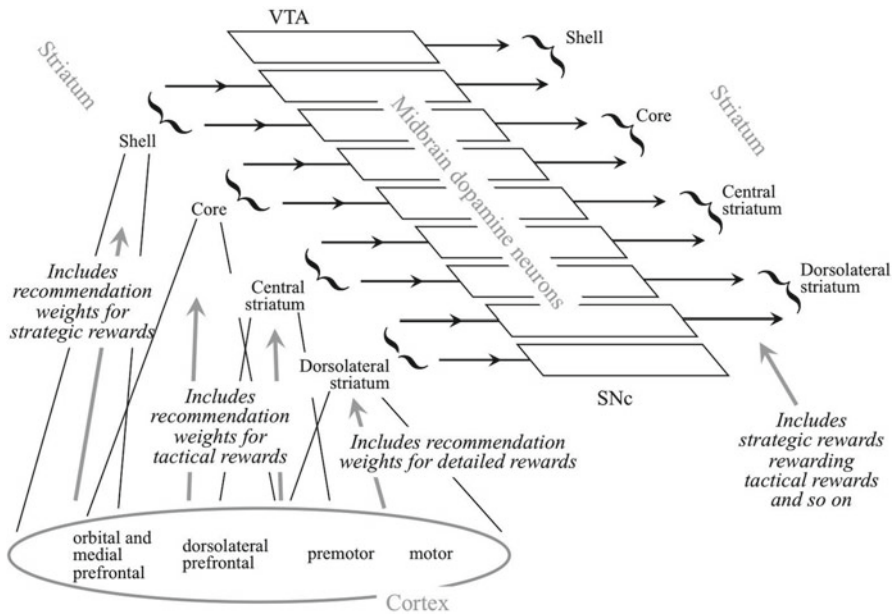 VTA
Striatum
Shell
Midbrain dopamine neurons
Core
Striatum
Shell
Core
Central
striatum
Includes
recommendation
weights for
strategic rewards
Central
striatum
Dorsolateral
striatum
Dorsolateral
striatum
SNc
Includes
recommendation
weights for
tactical rewards
Includes recommendation
weights for detailed rewards
Includes
strategic rewards
rewarding
tactical rewards
and so on
orbital and
medial
prefrontal
dorsolateral
prefrontal
premotor
motor
Cortex